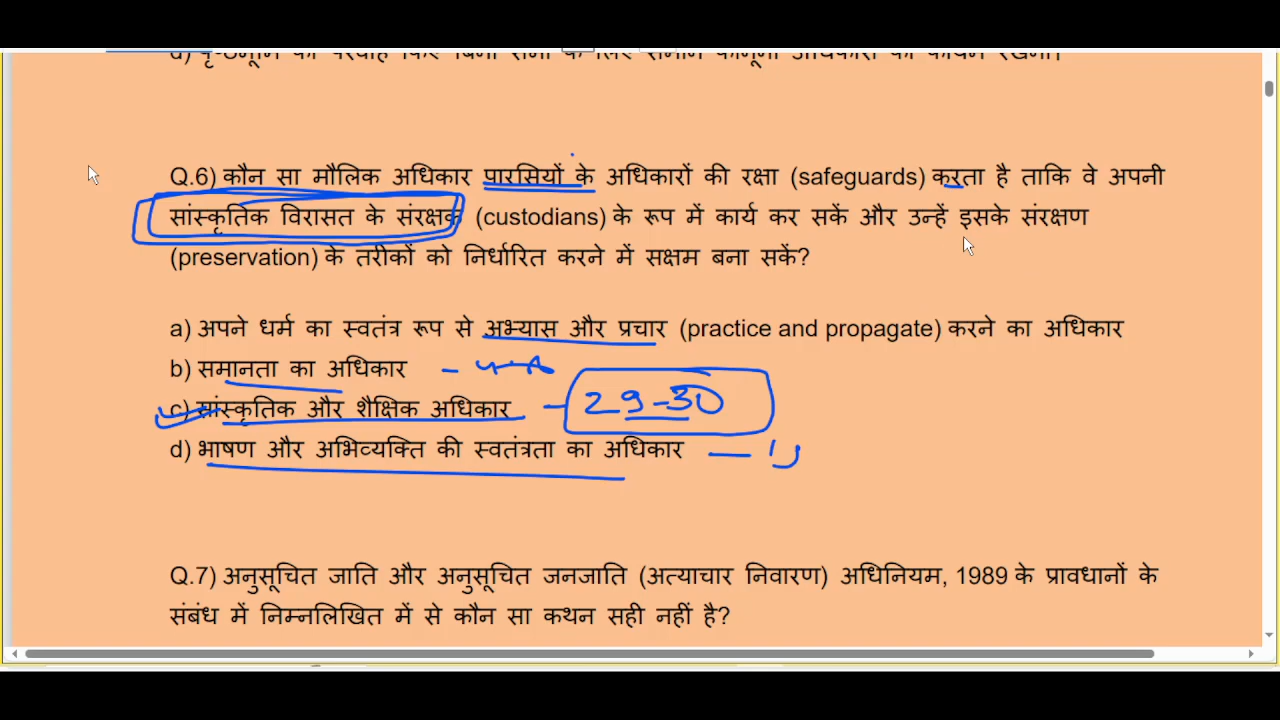 Q.6) कौन सा मौलिक अधिकार पारसियों के अधिकारों की रक्षा (safeguards) करता है ताकि वे अपनी
सांस्कृतिक विरासत के संरक्षक (custodians) के रूप में कार्य कर सकें और उन्हें इसके संरक्षण
(preservation) के तरीकों को निर्धारित करने में सक्षम बना सकें?
a) अपने धर्म का स्वतंत्र रूप से अभ्यास और प्रचार (practice and propagate) करने का अधिकार
b) समानता का अधिकार
c) सांस्कृतिक और शैक्षिक अधिकार - 29-30
d) भाषण और अभिव्यक्ति की स्वतंत्रता का अधिकार
Q.7) अनुसूचित जाति और अनुसूचित जनजाति (अत्याचार निवारण) अधिनियम, 1989 के प्रावधानों के
संबंध में निम्नलिखित में से कौन सा कथन सही नहीं है?